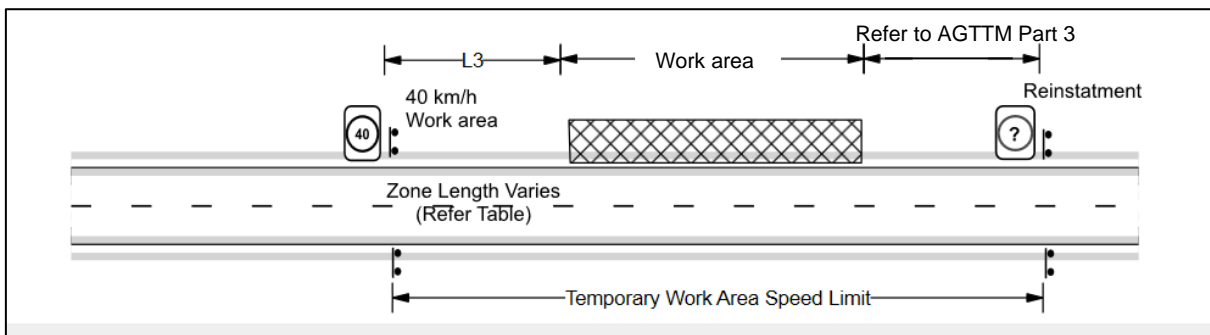 Refer to AGTTM Part 3
L3
Work area
40 km/h
Work area
Reinstatment
40
?
Zone Length Varies
(Refer Table)
Temporary Work Area Speed Limit